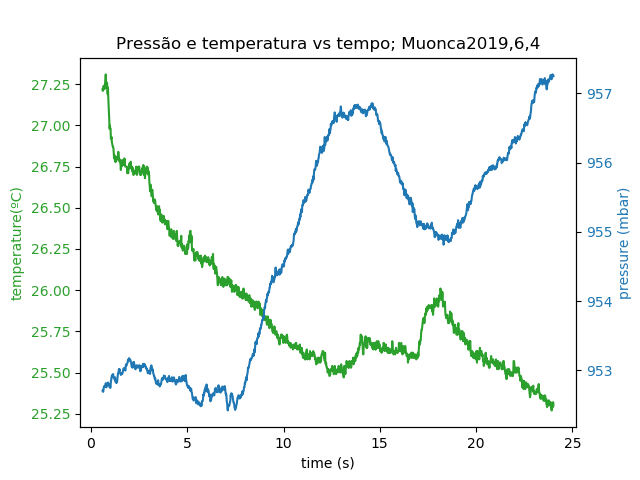 Pressão e temperatura vs tempo; Muonca2019,6,4
27.25
27.00
26.75
26.50
26.25
26.00
25.75
25.50
25.25
temperature(ºC)
957
956
955
954
953
pressure (mbar)
0 5 10 15 20 25
time (s)